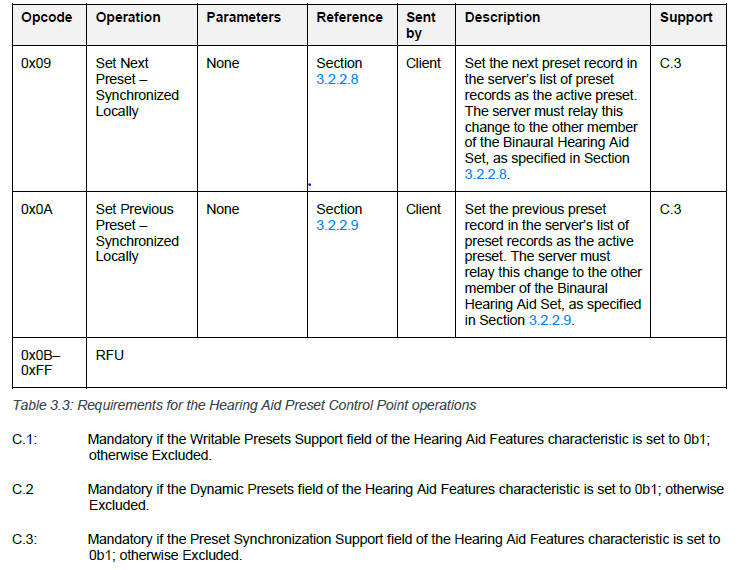 Opcode Operation Parameters Reference Sent by Description Support
0x09 Set Next Preset – Synchronized Locally None Section 3.2.2.8 Client Set the next preset record in the server's list of preset records as the active preset. The server must relay this change to the other member of the Binaural Hearing Aid Set, as specified in Section 3.2.2.8. C.3
0x0A Set Previous Preset – Synchronized Locally None Section 3.2.2.9 Client Set the previous preset record in the server's list of preset records as the active preset. The server must relay this change to the other member of the Binaural Hearing Aid Set, as specified in Section 3.2.2.9. C.3
0x0B–0xFF RFU
Table 3.3: Requirements for the Hearing Aid Preset Control Point operations
C.1: Mandatory if the Writable Presets Support field of the Hearing Aid Features characteristic is set to 0b1;
otherwise Excluded.
C.2 Mandatory if the Dynamic Presets field of the Hearing Aid Features characteristic is set to 0b1; otherwise
Excluded.
C.3: Mandatory if the Preset Synchronization Support field of the Hearing Aid Features characteristic is set to
0b1; otherwise Excluded.